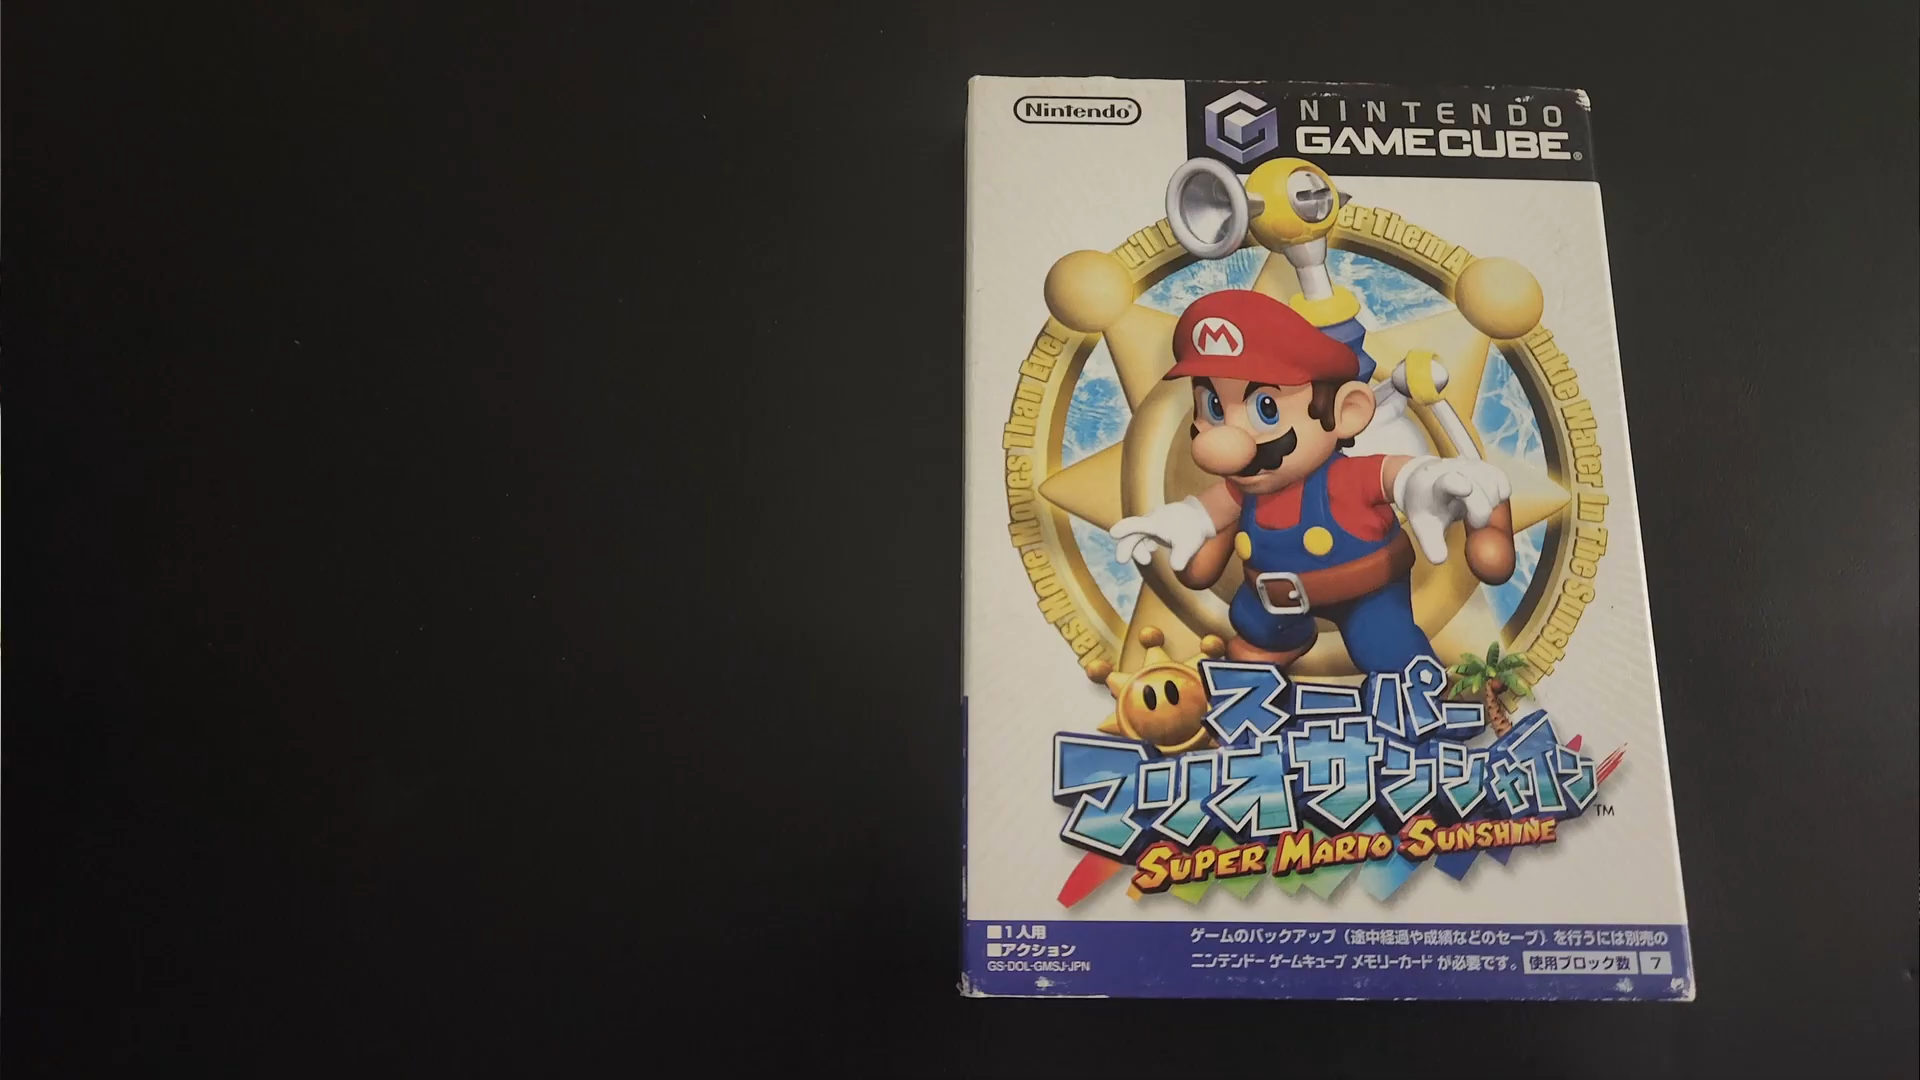 Nintendo®
NINTENDO
GAMECUBE®
er Them A
Has More Moves Than Ever
inkle Water In The Sunshi
スーパー
マリオサンシャイン™
SUPER MARIO SUNSHINE
■1人用
■アクション
GS-DOL-GMSJ-JPN
ゲームのバックアップ(途中経過や成績などのセーブ)を行うには別売の
ニンテンドーゲームキューブ メモリーカード が必要です。 使用ブロック数 7